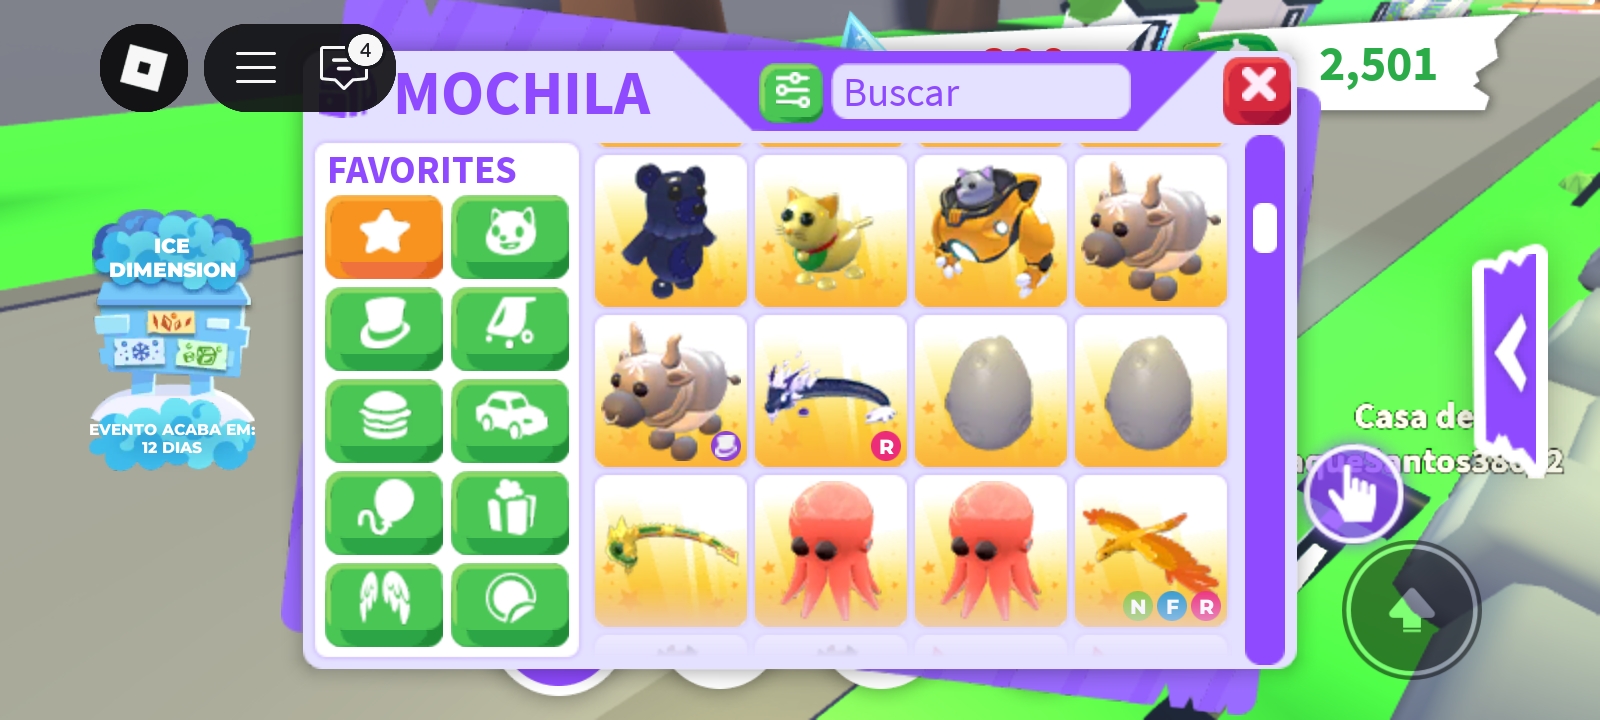 4
MOCHILA
Buscar
2,501
FAVORITES
ICE
DIMENSION
EVENTO ACABA EM:
12 DIAS
R
N F R
Casa de